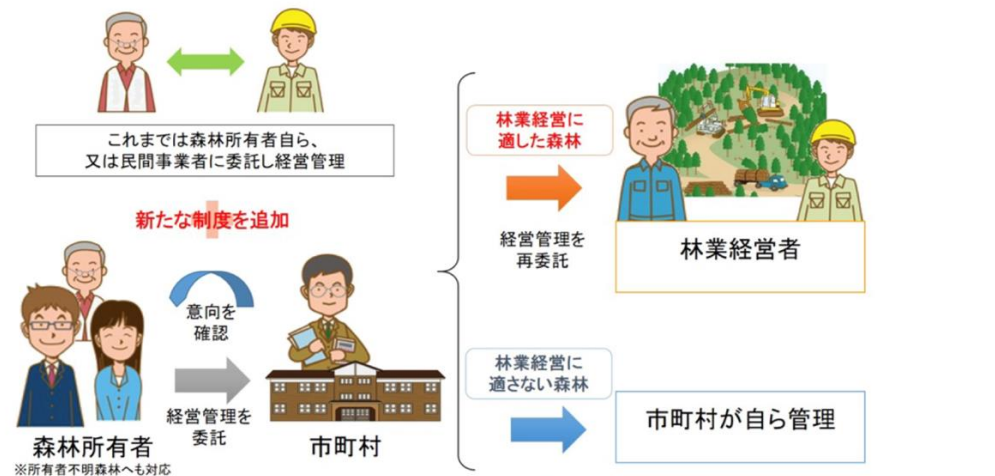 これまでは森林所有者自ら、
又は民間事業者に委託し経営管理
新たな制度を追加
意向を
確認
経営管理を
委託
森林所有者
※所有者不明森林へも対応
市町村
林業経営に
適した森林
経営管理を
再委託
林業経営者
林業経営に
適さない森林
市町村が自ら管理